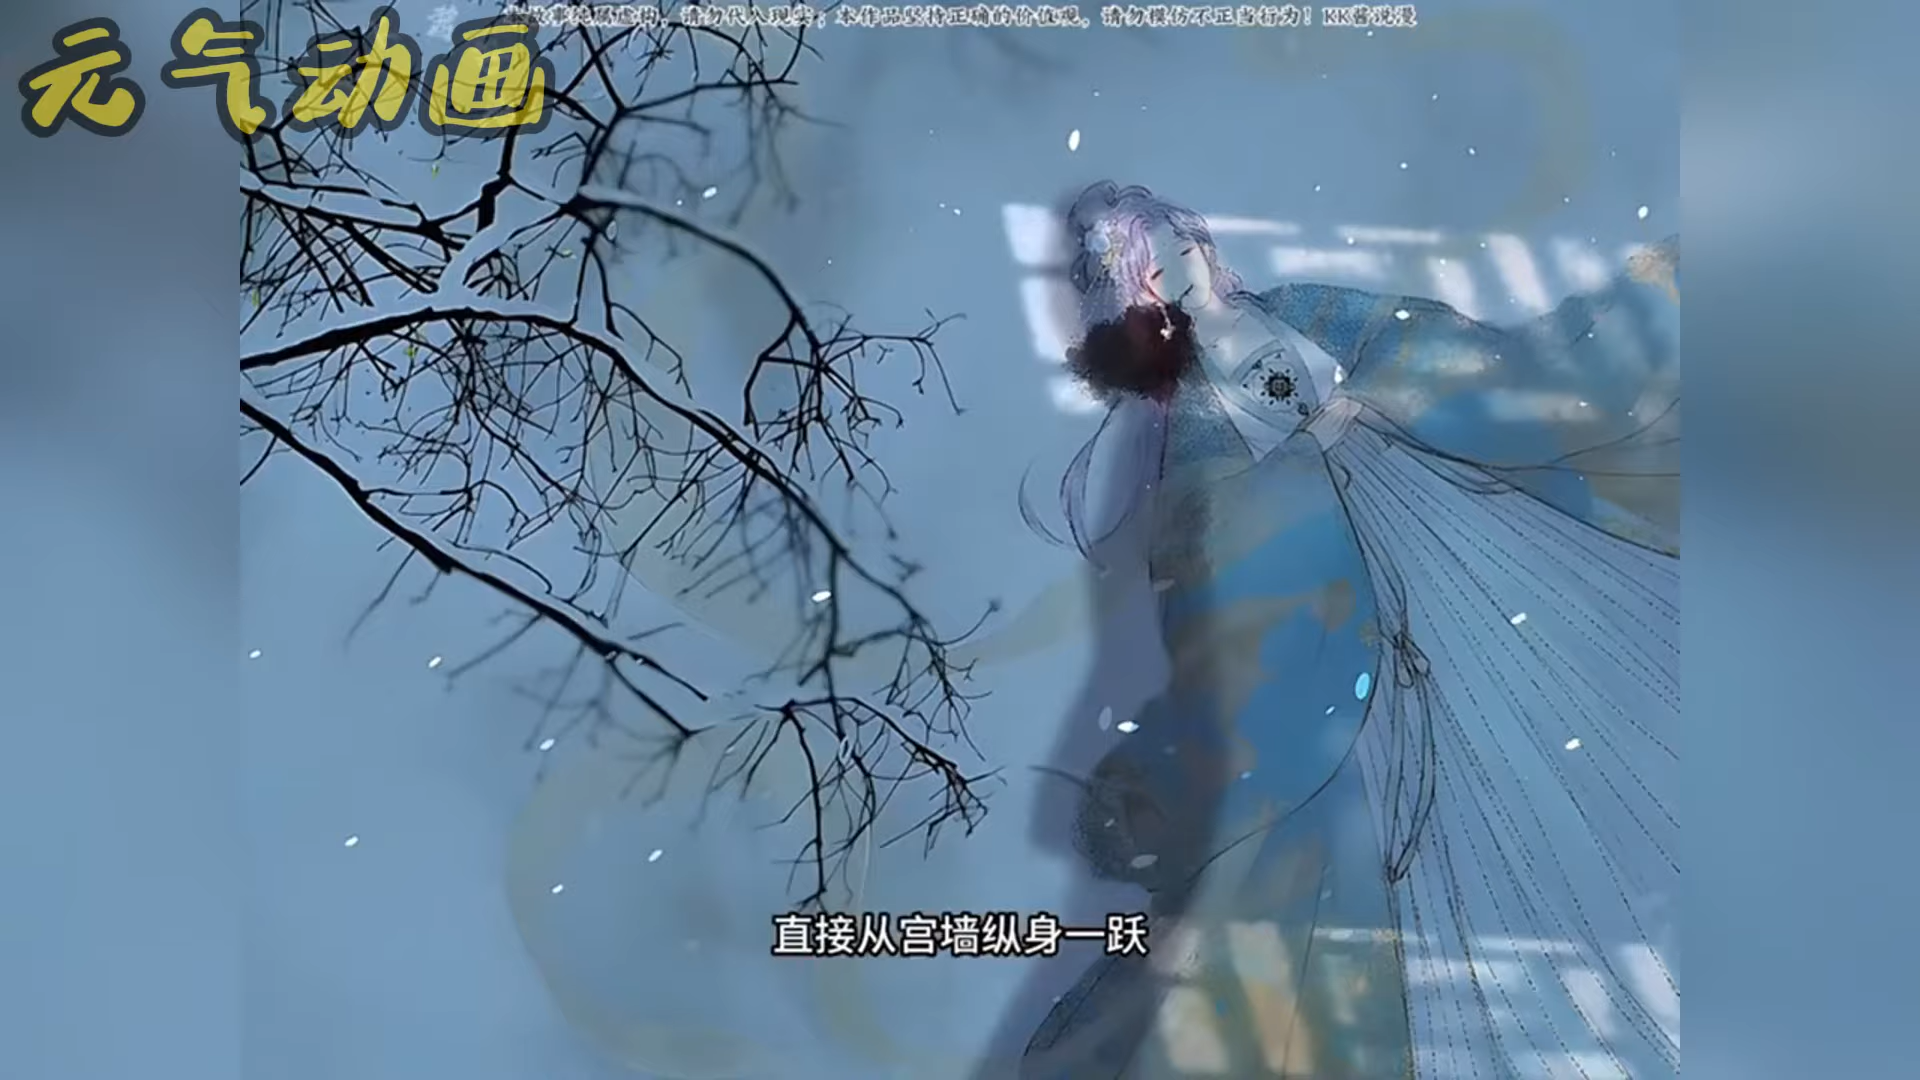 本故事纯属虚构，请勿代入现实；本作品坚持正确的价值观，请勿模仿不正当行为！KK酱说漫
元气动画
直接从宫墙纵身一跃